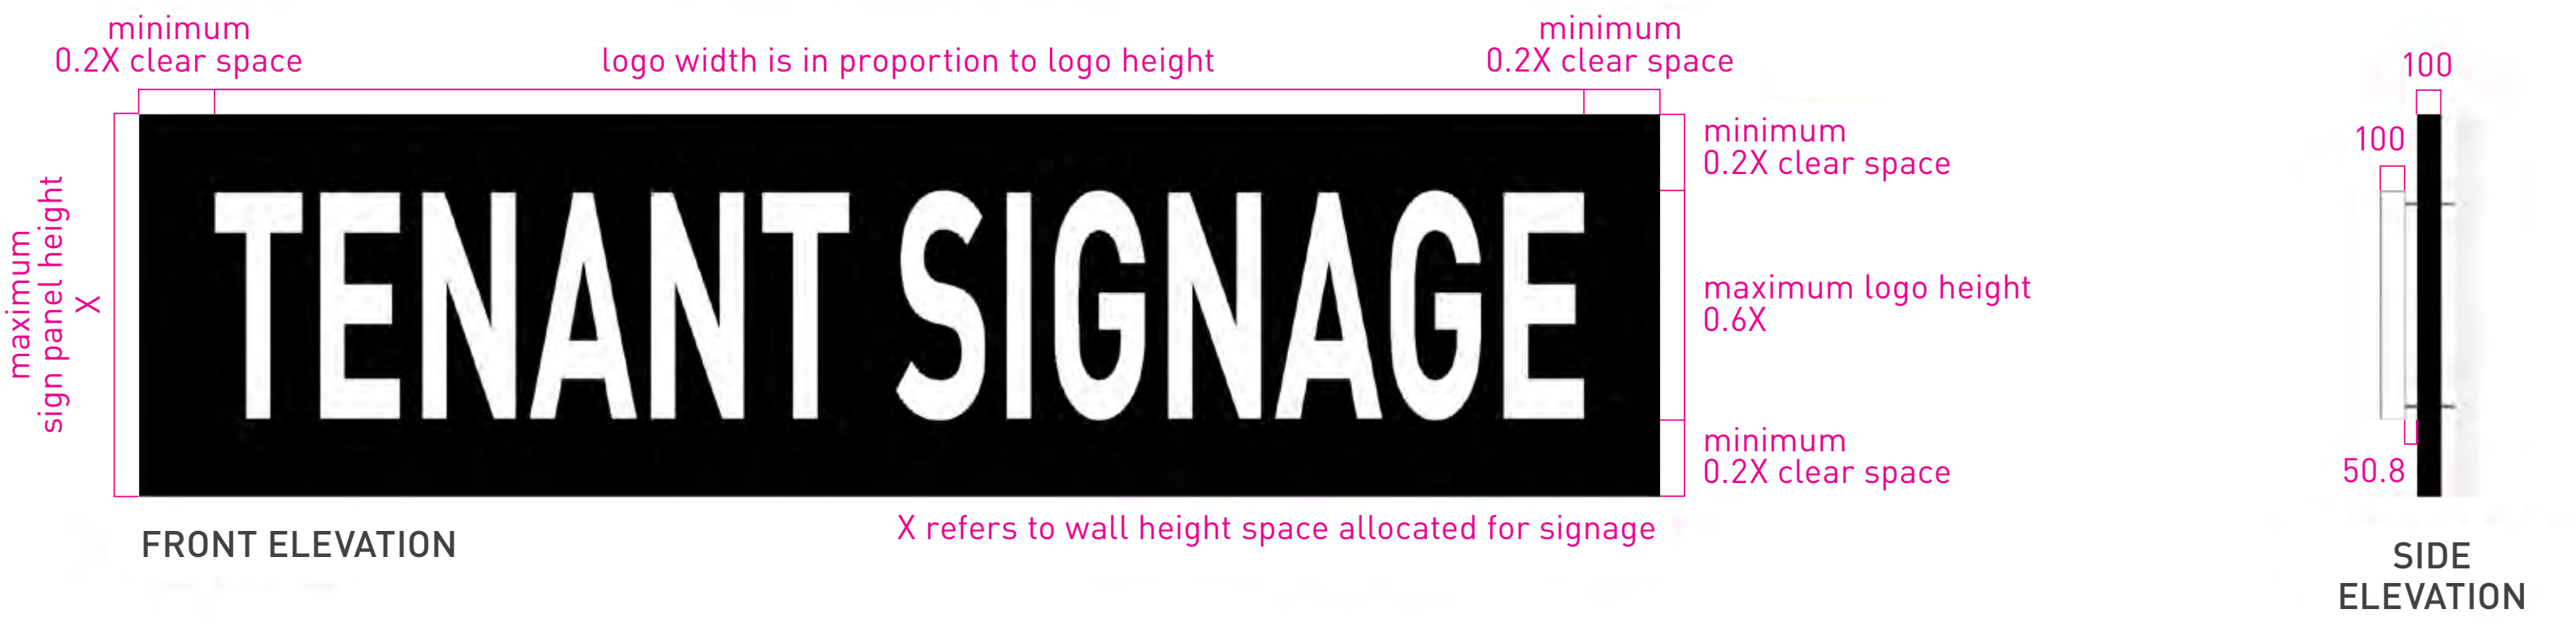 minimum
0.2X clear space
logo width is in proportion to logo height
minimum
0.2X clear space
100
maximum
sign panel height
X
TENANT SIGNAGE
minimum
0.2X clear space
maximum logo height
0.6X
minimum
0.2X clear space
100
50.8
FRONT ELEVATION
X refers to wall height space allocated for signage
SIDE
ELEVATION